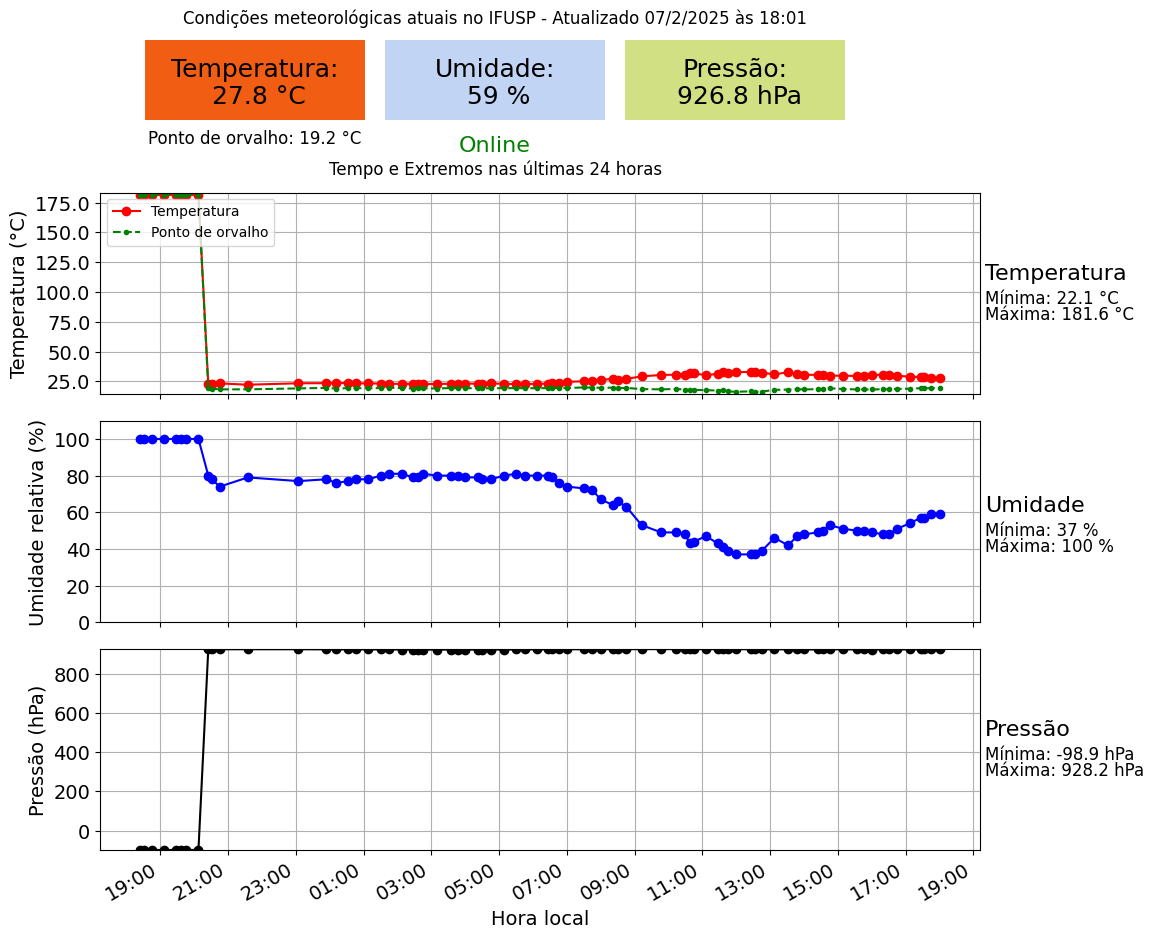 Condições meteorológicas atuais no IFUSP - Atualizado 07/2/2025 às 18:01
Temperatura:
27.8 °C
Umidade:
59 %
Pressão:
926.8 hPa
Ponto de orvalho: 19.2 °C
Online
Tempo e Extremos nas últimas 24 horas
Temperatura (°C)
175.0
150.0
125.0
100.0
75.0
50.0
25.0
Temperatura
Ponto de orvalho
Temperatura
Mínima: 22.1 °C
Máxima: 181.6 °C
Umidade relativa (%)
100
80
60
40
20
0
Umidade
Mínima: 37 %
Máxima: 100 %
Pressão (hPa)
800
600
400
200
0
Pressão
Mínima: -98.9 hPa
Máxima: 928.2 hPa
19:00
21:00
23:00
01:00
03:00
05:00
07:00
09:00
11:00
13:00
15:00
17:00
19:00
Hora local